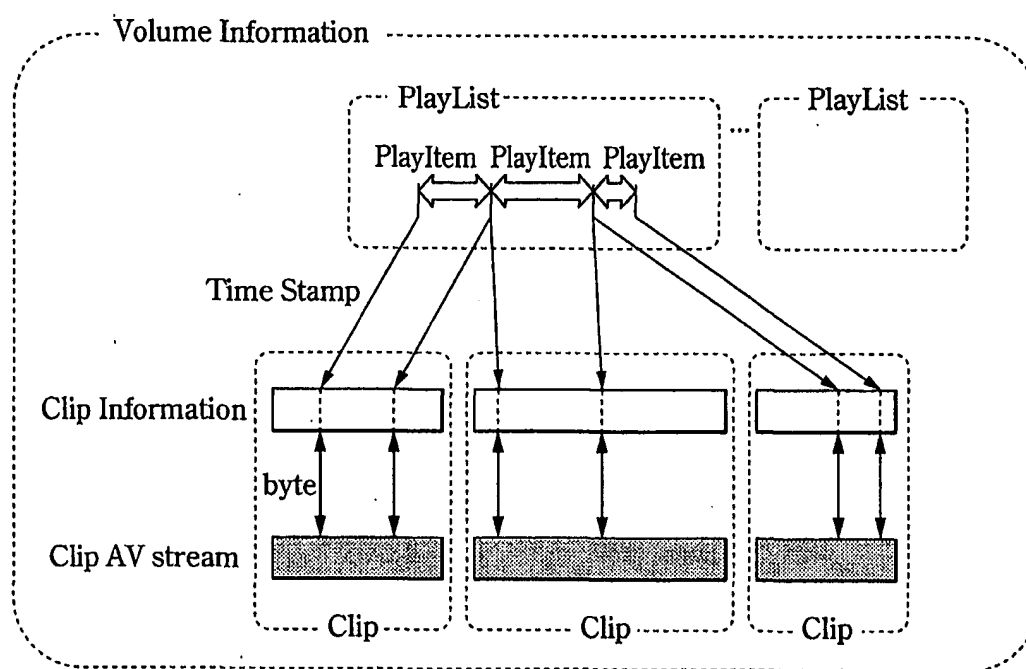 Volume Information
PlayList
PlayList
...
PlayItem PlayItem PlayItem
Time Stamp
Clip Information
byte
Clip AV stream
Clip
Clip
Clip